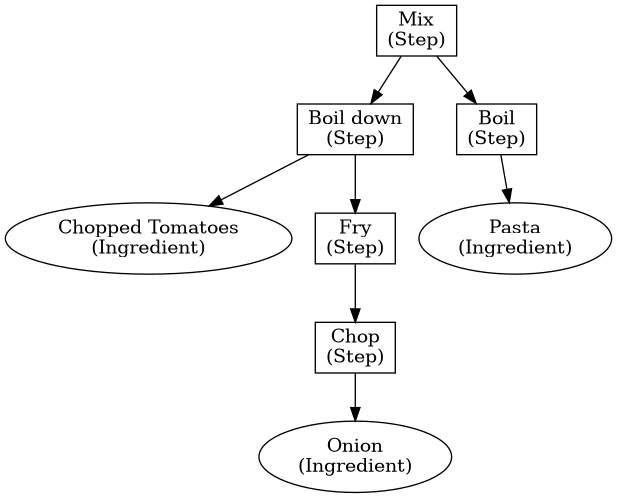 Mix
(Step)
Boil down
(Step)
Boil
(Step)
Chopped Tomatoes
(Ingredient)
Fry
(Step)
Pasta
(Ingredient)
Chop
(Step)
Onion
(Ingredient)